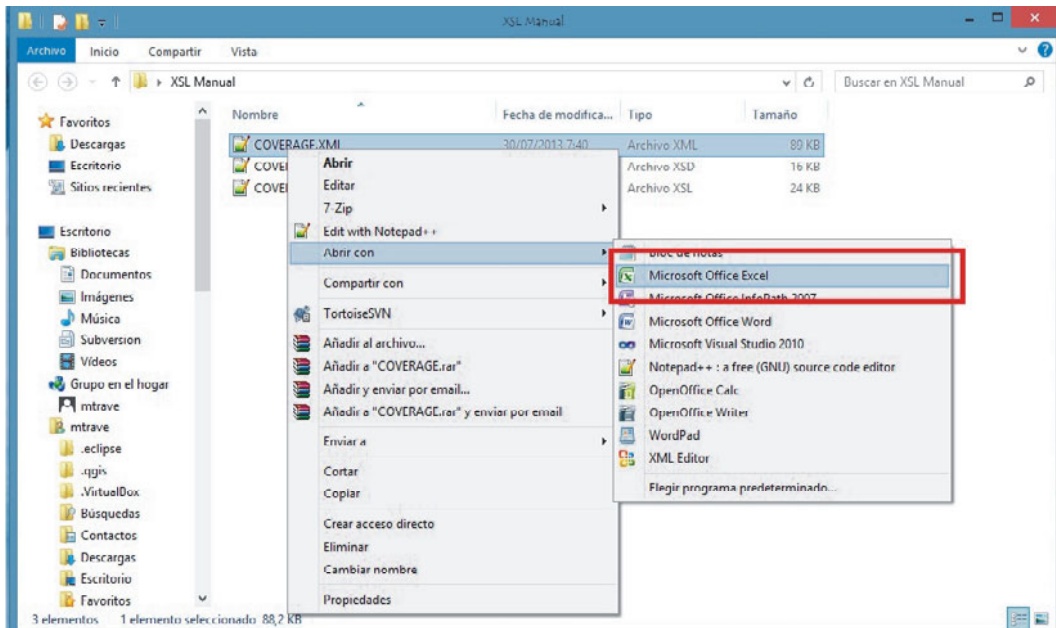 XSL Manual
Archivo Inicio Compartir Vista
XSL Manual
Buscar en XSL Manual
Nombre Fecha de modifica... Tipo Tamaño
COVERAGE.XML 30/07/2013 7:40 Archivo XML 89 KB
COVE Archivo XSD 16 KB
COVE Archivo XSL 24 KB
Favoritos
Descargas
Escritorio
Sitios recientes
Escritorio
Bibliotecas
Documentos
Imágenes
Música
Subversion
Vídeos
Grupo en el hogar
mtrave
mtrave
.eclipse
.qgis
.VirtualBox
Búsquedas
Contactos
Descargas
Escritorio
Favoritos
Abrir
Editar
7-Zip
Edit with Notepad++
Abrir con
Compartir con
TortoiseSVN
Añadir al archivo...
Añadir a "COVERAGE.rar"
Añadir y enviar por email...
Añadir a "COVERAGE.rar" y enviar por email
Enviar a
Cortar
Copiar
Crear acceso directo
Eliminar
Cambiar nombre
Propiedades
Bloc de notas
Microsoft Office Excel
Microsoft Office InfoPath 2007
Microsoft Office Word
Microsoft Visual Studio 2010
Notepad++ : a free (GNU) source code editor
OpenOffice Calc
OpenOffice Writer
WordPad
XML Editor
Elegir programa predeterminado...
3 elementos 1 elemento seleccionado 88,2 KB